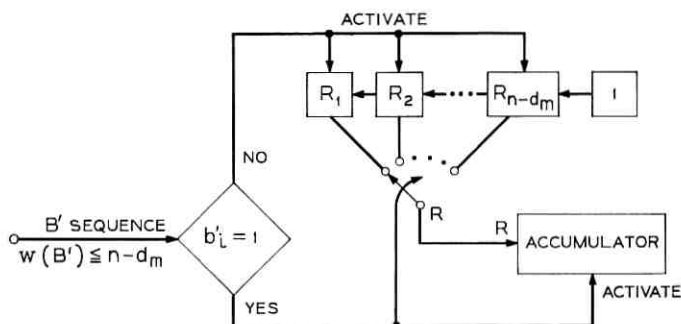 ACTIVATE
R₁ R₂ Rₙ₋dₘ 1
NO
B' SEQUENCE
w(B') ≦ n-dₘ
b'ᵢ = 1
R
R
ACCUMULATOR
YES
ACTIVATE